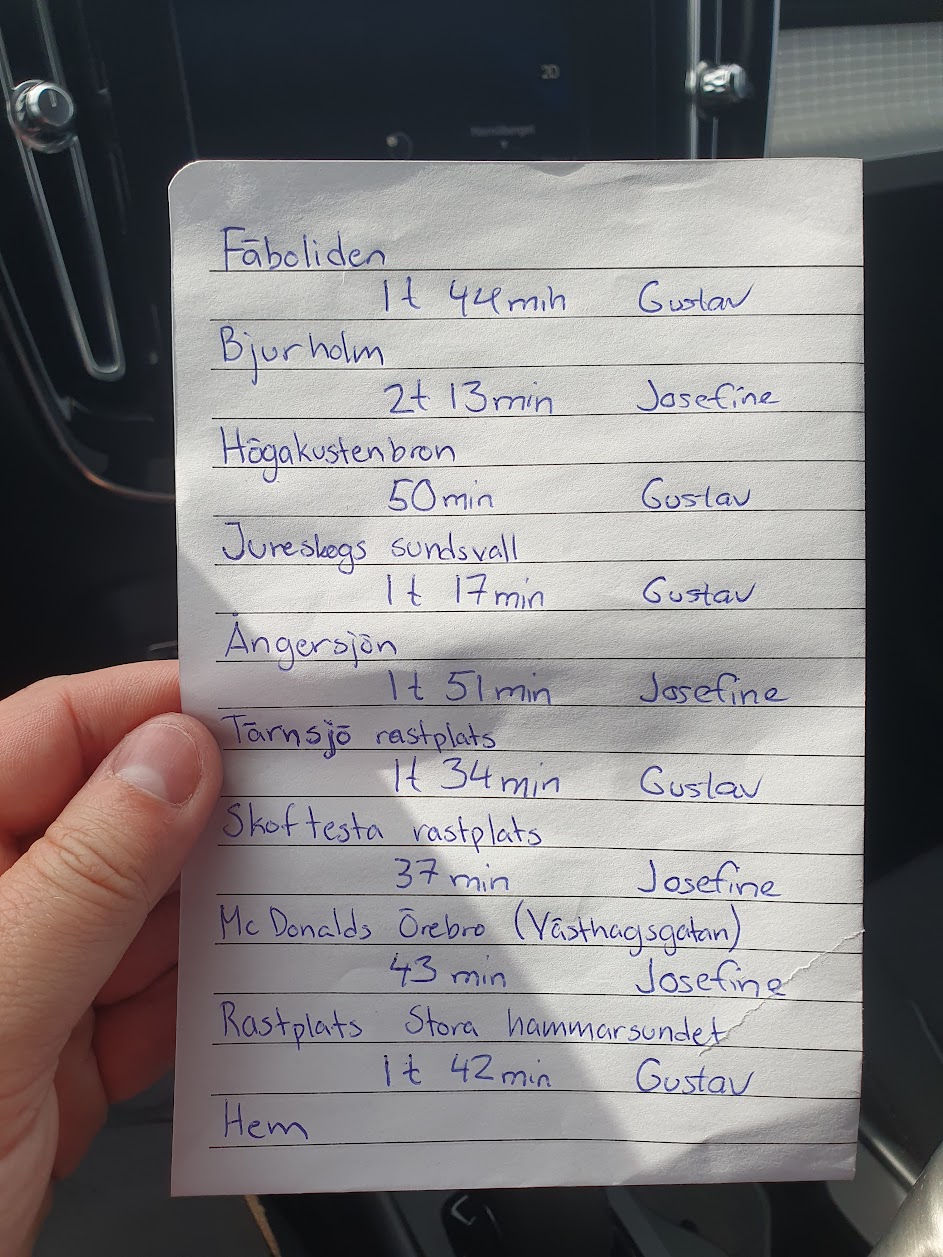 20
Fäboliden
1t 44min Gustav
Bjurholm
2t 13min Josefine
Högakustenbron
50min Gustav
Jureskogs sundsvall
1t 17min Gustav
Ångersjön
1t 51min Josefine
Tärnsjö rastplats
1t 34min Gustav
Skoftesta rastplats
37min Josefine
McDonalds Örebro (Västhagsgatan)
43min Josefine
Rastplats Stora hammarsundet
1t 42min Gustav
Hem